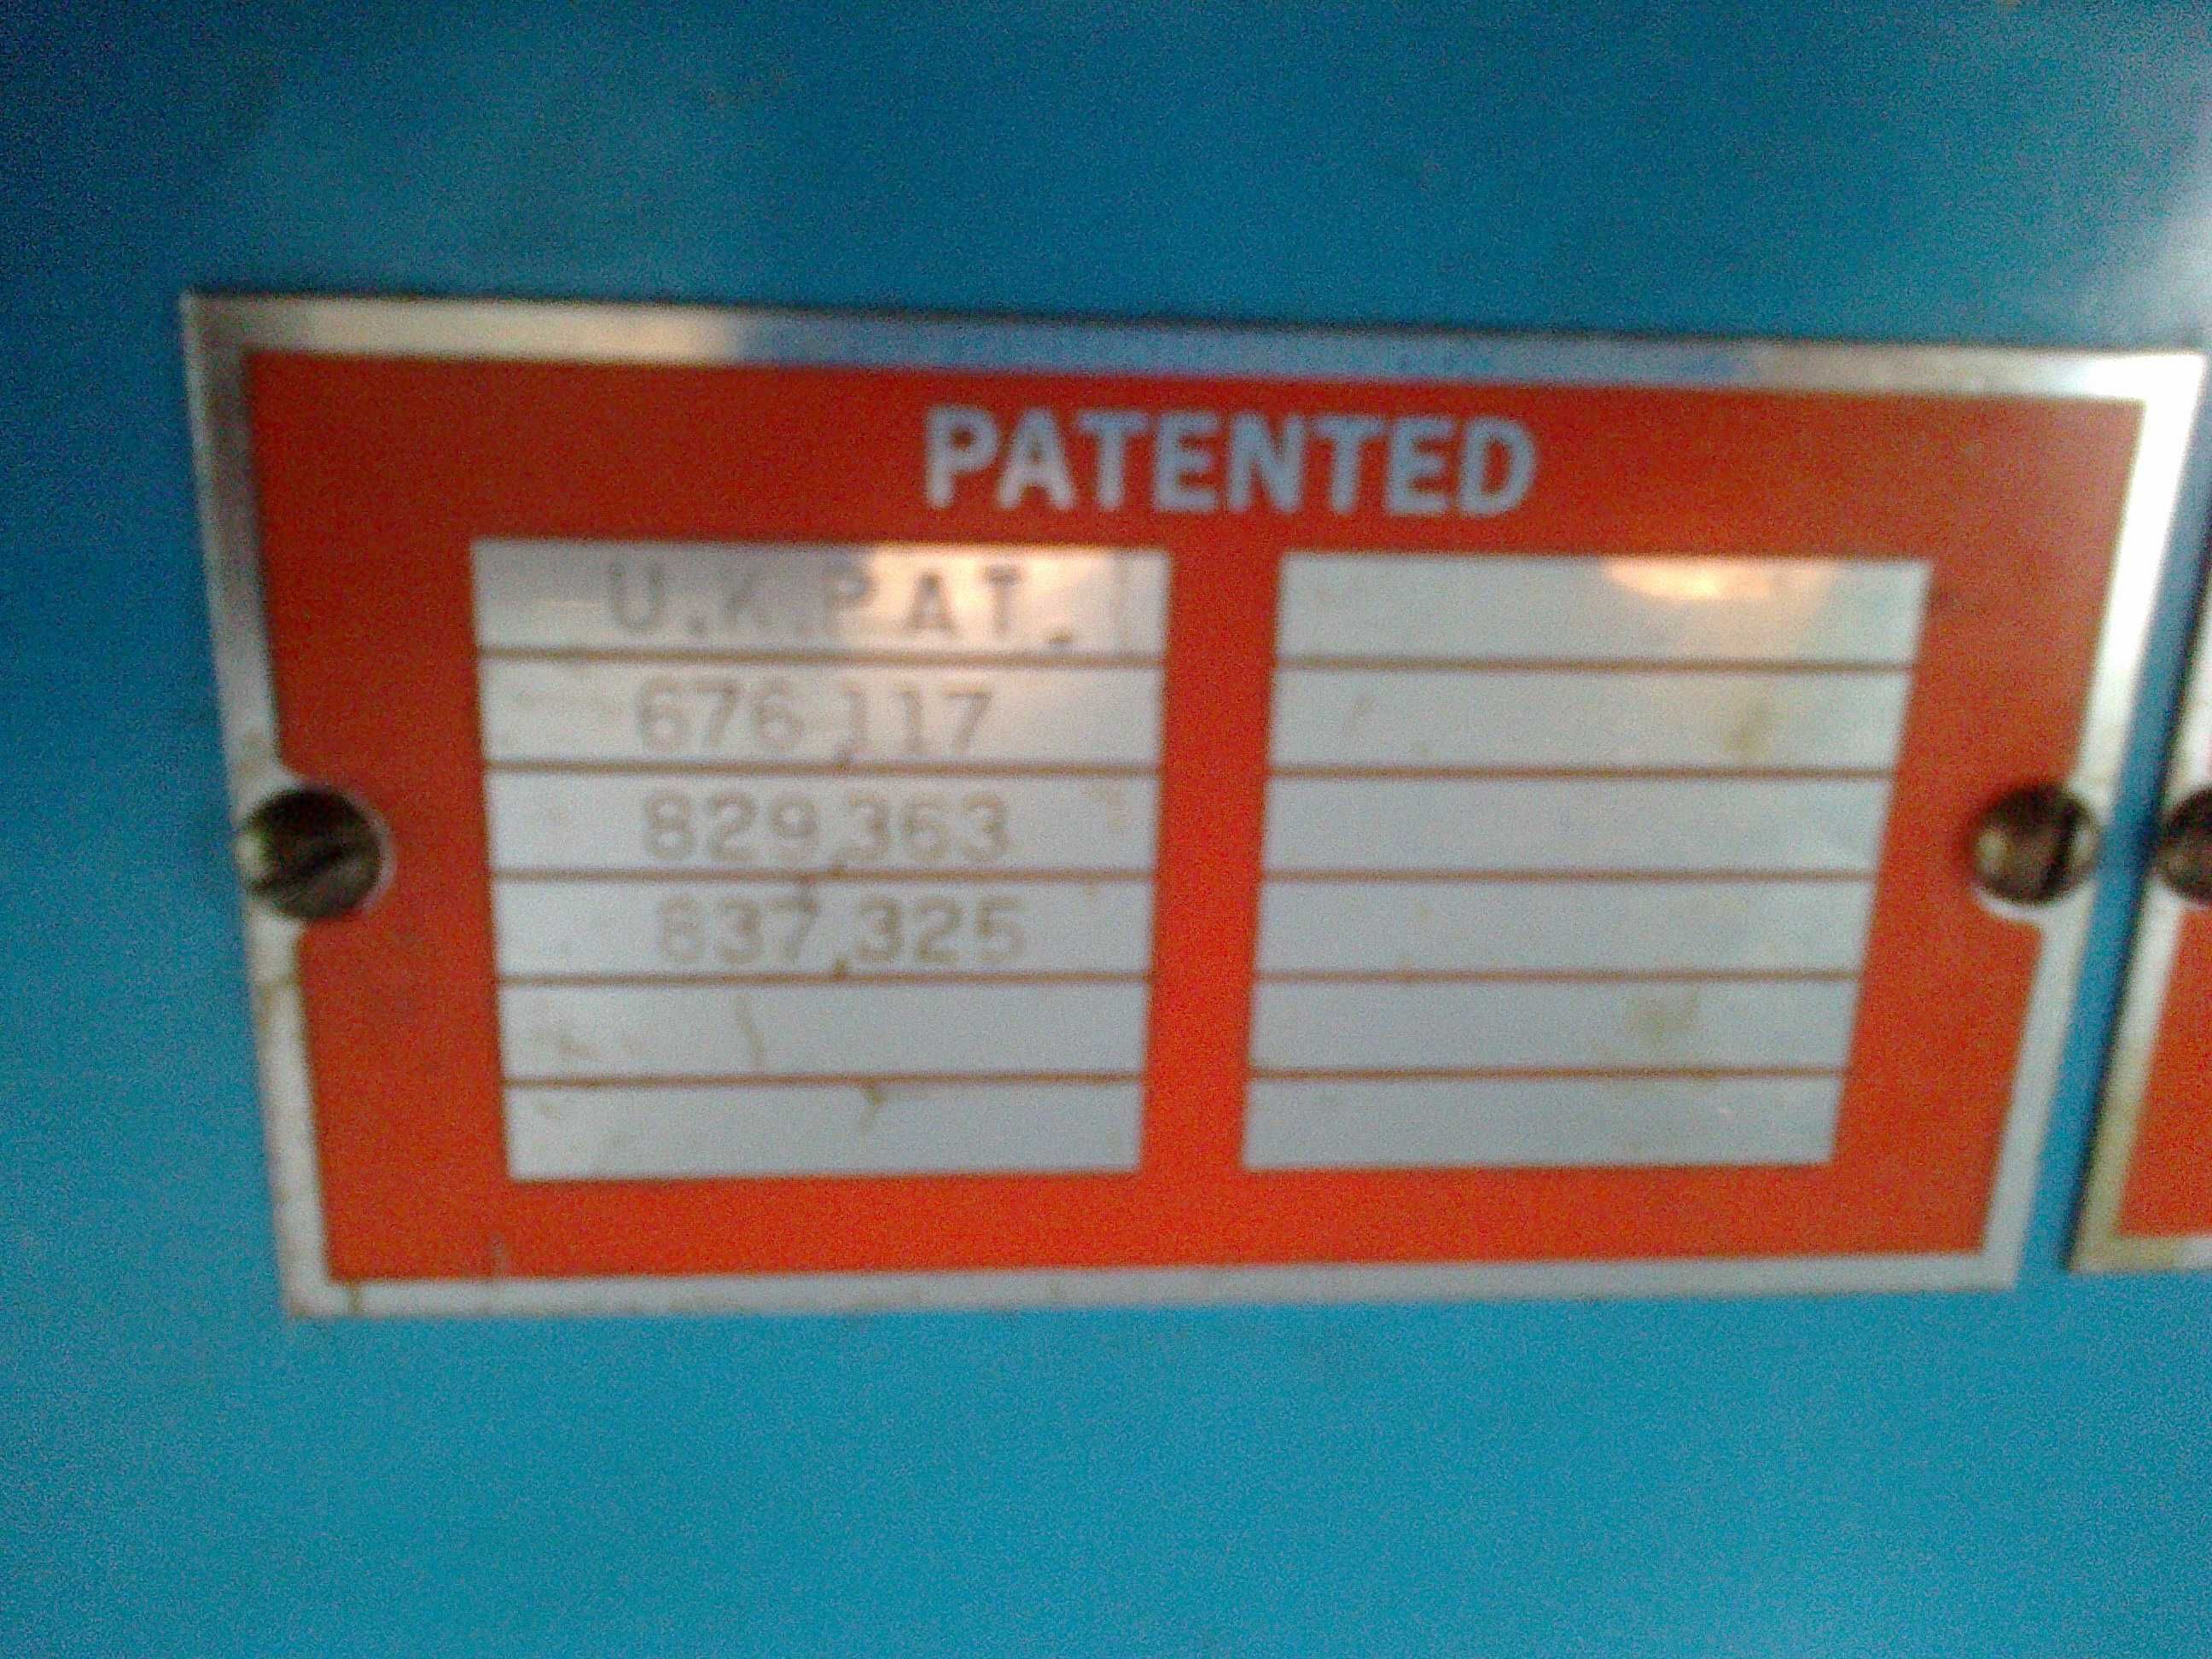 PATENTED
U.K.PAT.
676,117
829,363
837,325